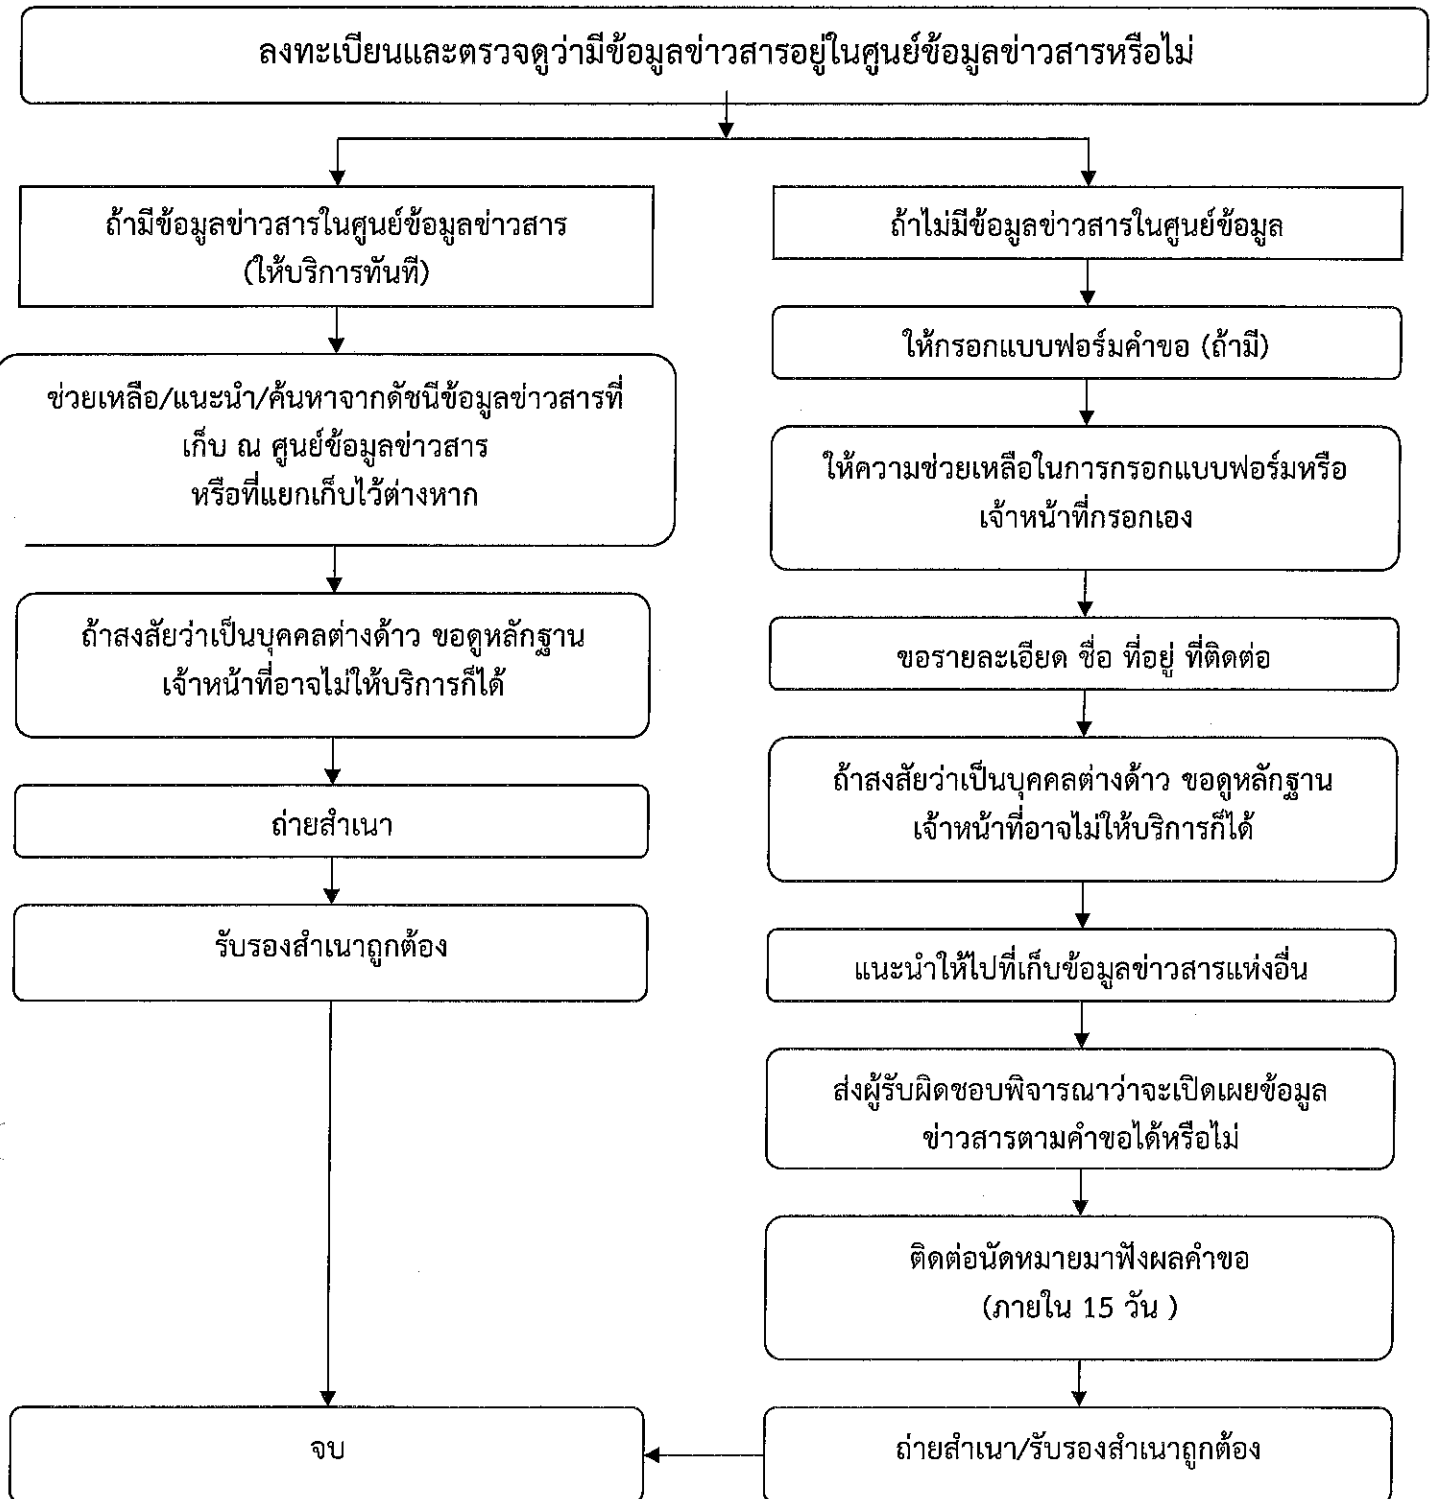 ลงทะเบียนและตรวจดูว่ามีข้อมูลข่าวสารอยู่ในศูนย์ข้อมูลข่าวสารหรือไม่
ถ้ามีข้อมูลข่าวสารในศูนย์ข้อมูลข่าวสาร
(ให้บริการทันที)
ช่วยเหลือ/แนะนำ/ค้นหาจากดัชนีข้อมูลข่าวสารที่
เก็บ ณ ศูนย์ข้อมูลข่าวสาร
หรือที่แยกเก็บไว้ต่างหาก
ถ้าสงสัยว่าเป็นบุคคลต่างด้าว ขอดูหลักฐาน
เจ้าหน้าที่อาจไม่ให้บริการก็ได้
ถ่ายสำเนา
รับรองสำเนาถูกต้อง
ถ้าไม่มีข้อมูลข่าวสารในศูนย์ข้อมูล
ให้กรอกแบบฟอร์มคำขอ (ถ้ามี)
ให้ความช่วยเหลือในการกรอกแบบฟอร์มหรือ
เจ้าหน้าที่กรอกเอง
ขอรายละเอียด ชื่อ ที่อยู่ ที่ติดต่อ
ถ้าสงสัยว่าเป็นบุคคลต่างด้าว ขอดูหลักฐาน
เจ้าหน้าที่อาจไม่ให้บริการก็ได้
แนะนำให้ไปที่เก็บข้อมูลข่าวสารแห่งอื่น
ส่งผู้รับผิดชอบพิจารณาว่าจะเปิดเผยข้อมูล
ข่าวสารตามคำขอได้หรือไม่
ติดต่อนัดหมายมาฟังผลคำขอ
(ภายใน 15 วัน )
ถ่ายสำเนา/รับรองสำเนาถูกต้อง
จบ